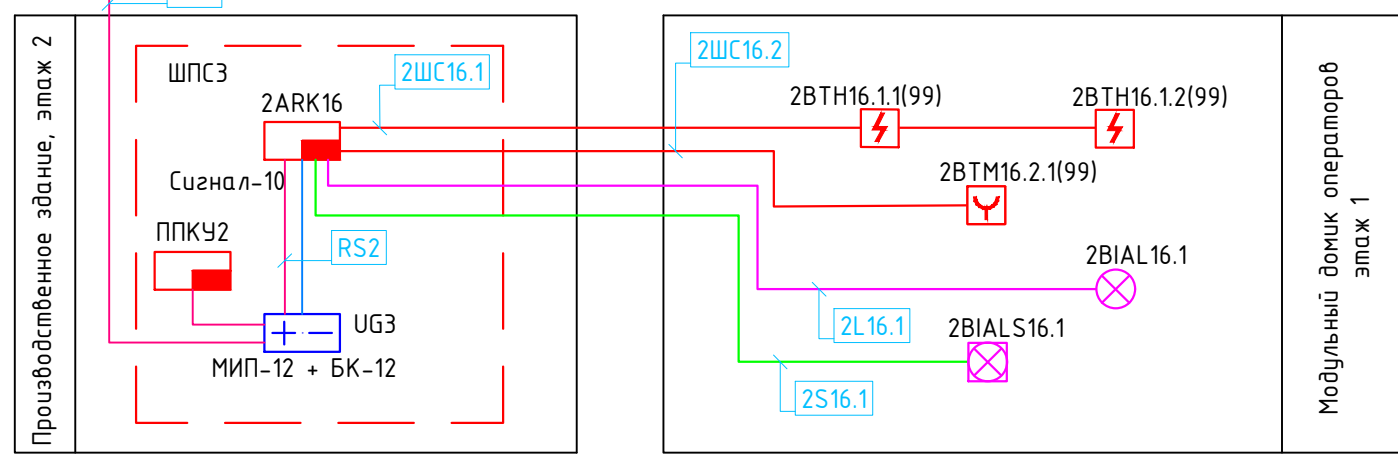 Производственное здание, этаж 2
ШПС3
2ARK16
2ШС16.1
Сигнал-10
ППКУ2
RS2
UG3
МИП-12 + БК-12
2ШС16.2
2BTH16.1.1(99)
2BTH16.1.2(99)
2BTM16.2.1(99)
2BIAL16.1
2L16.1
2BIALS16.1
2S16.1
Модульный домик операторов
этаж 1